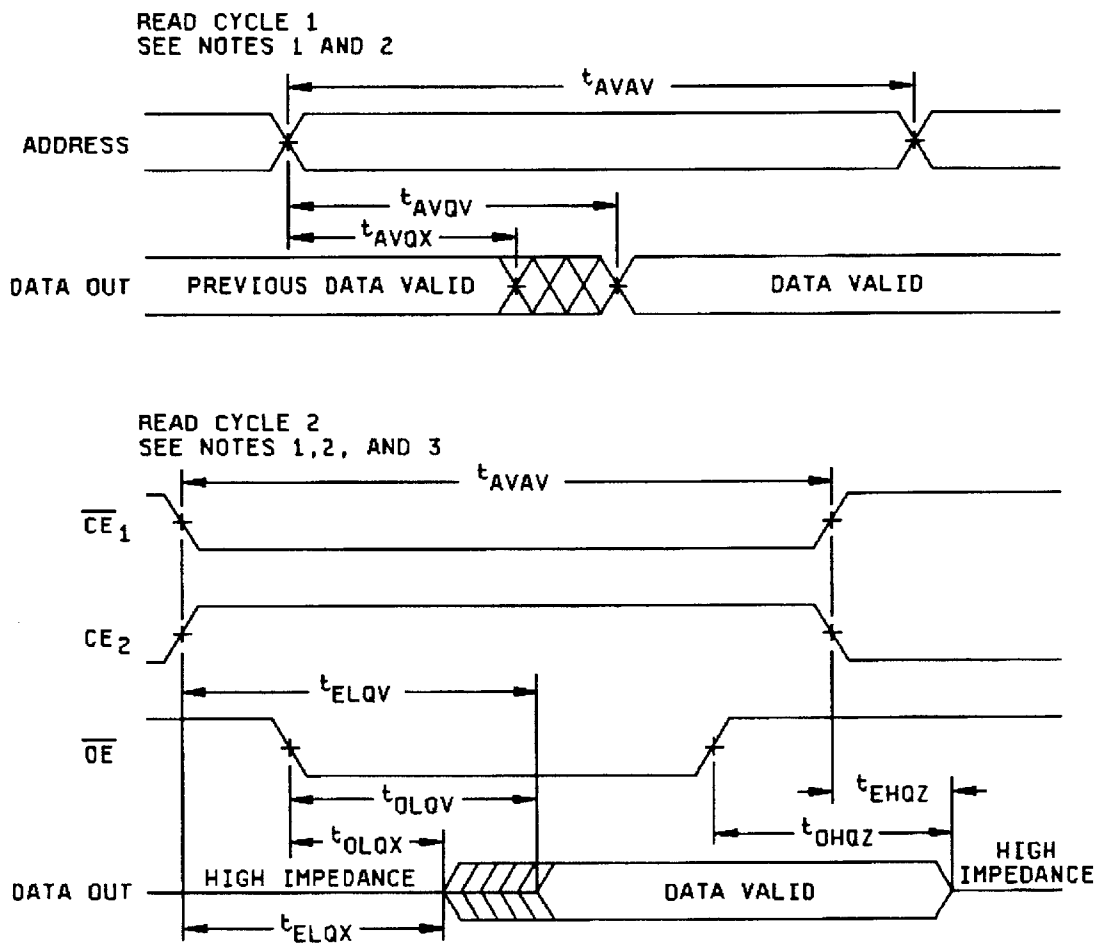 READ CYCLE 1
SEE NOTES 1 AND 2
tAVAV
ADDRESS
tAVQV
tAVQX
DATA OUT
PREVIOUS DATA VALID
DATA VALID
READ CYCLE 2
SEE NOTES 1,2, AND 3
tAVAV
CE1
CE2
tELQV
OE
tOLQV
tEHQZ
tOLQX
tOHQZ
DATA OUT
HIGH IMPEDANCE
DATA VALID
HIGH
IMPEDANCE
tELQX